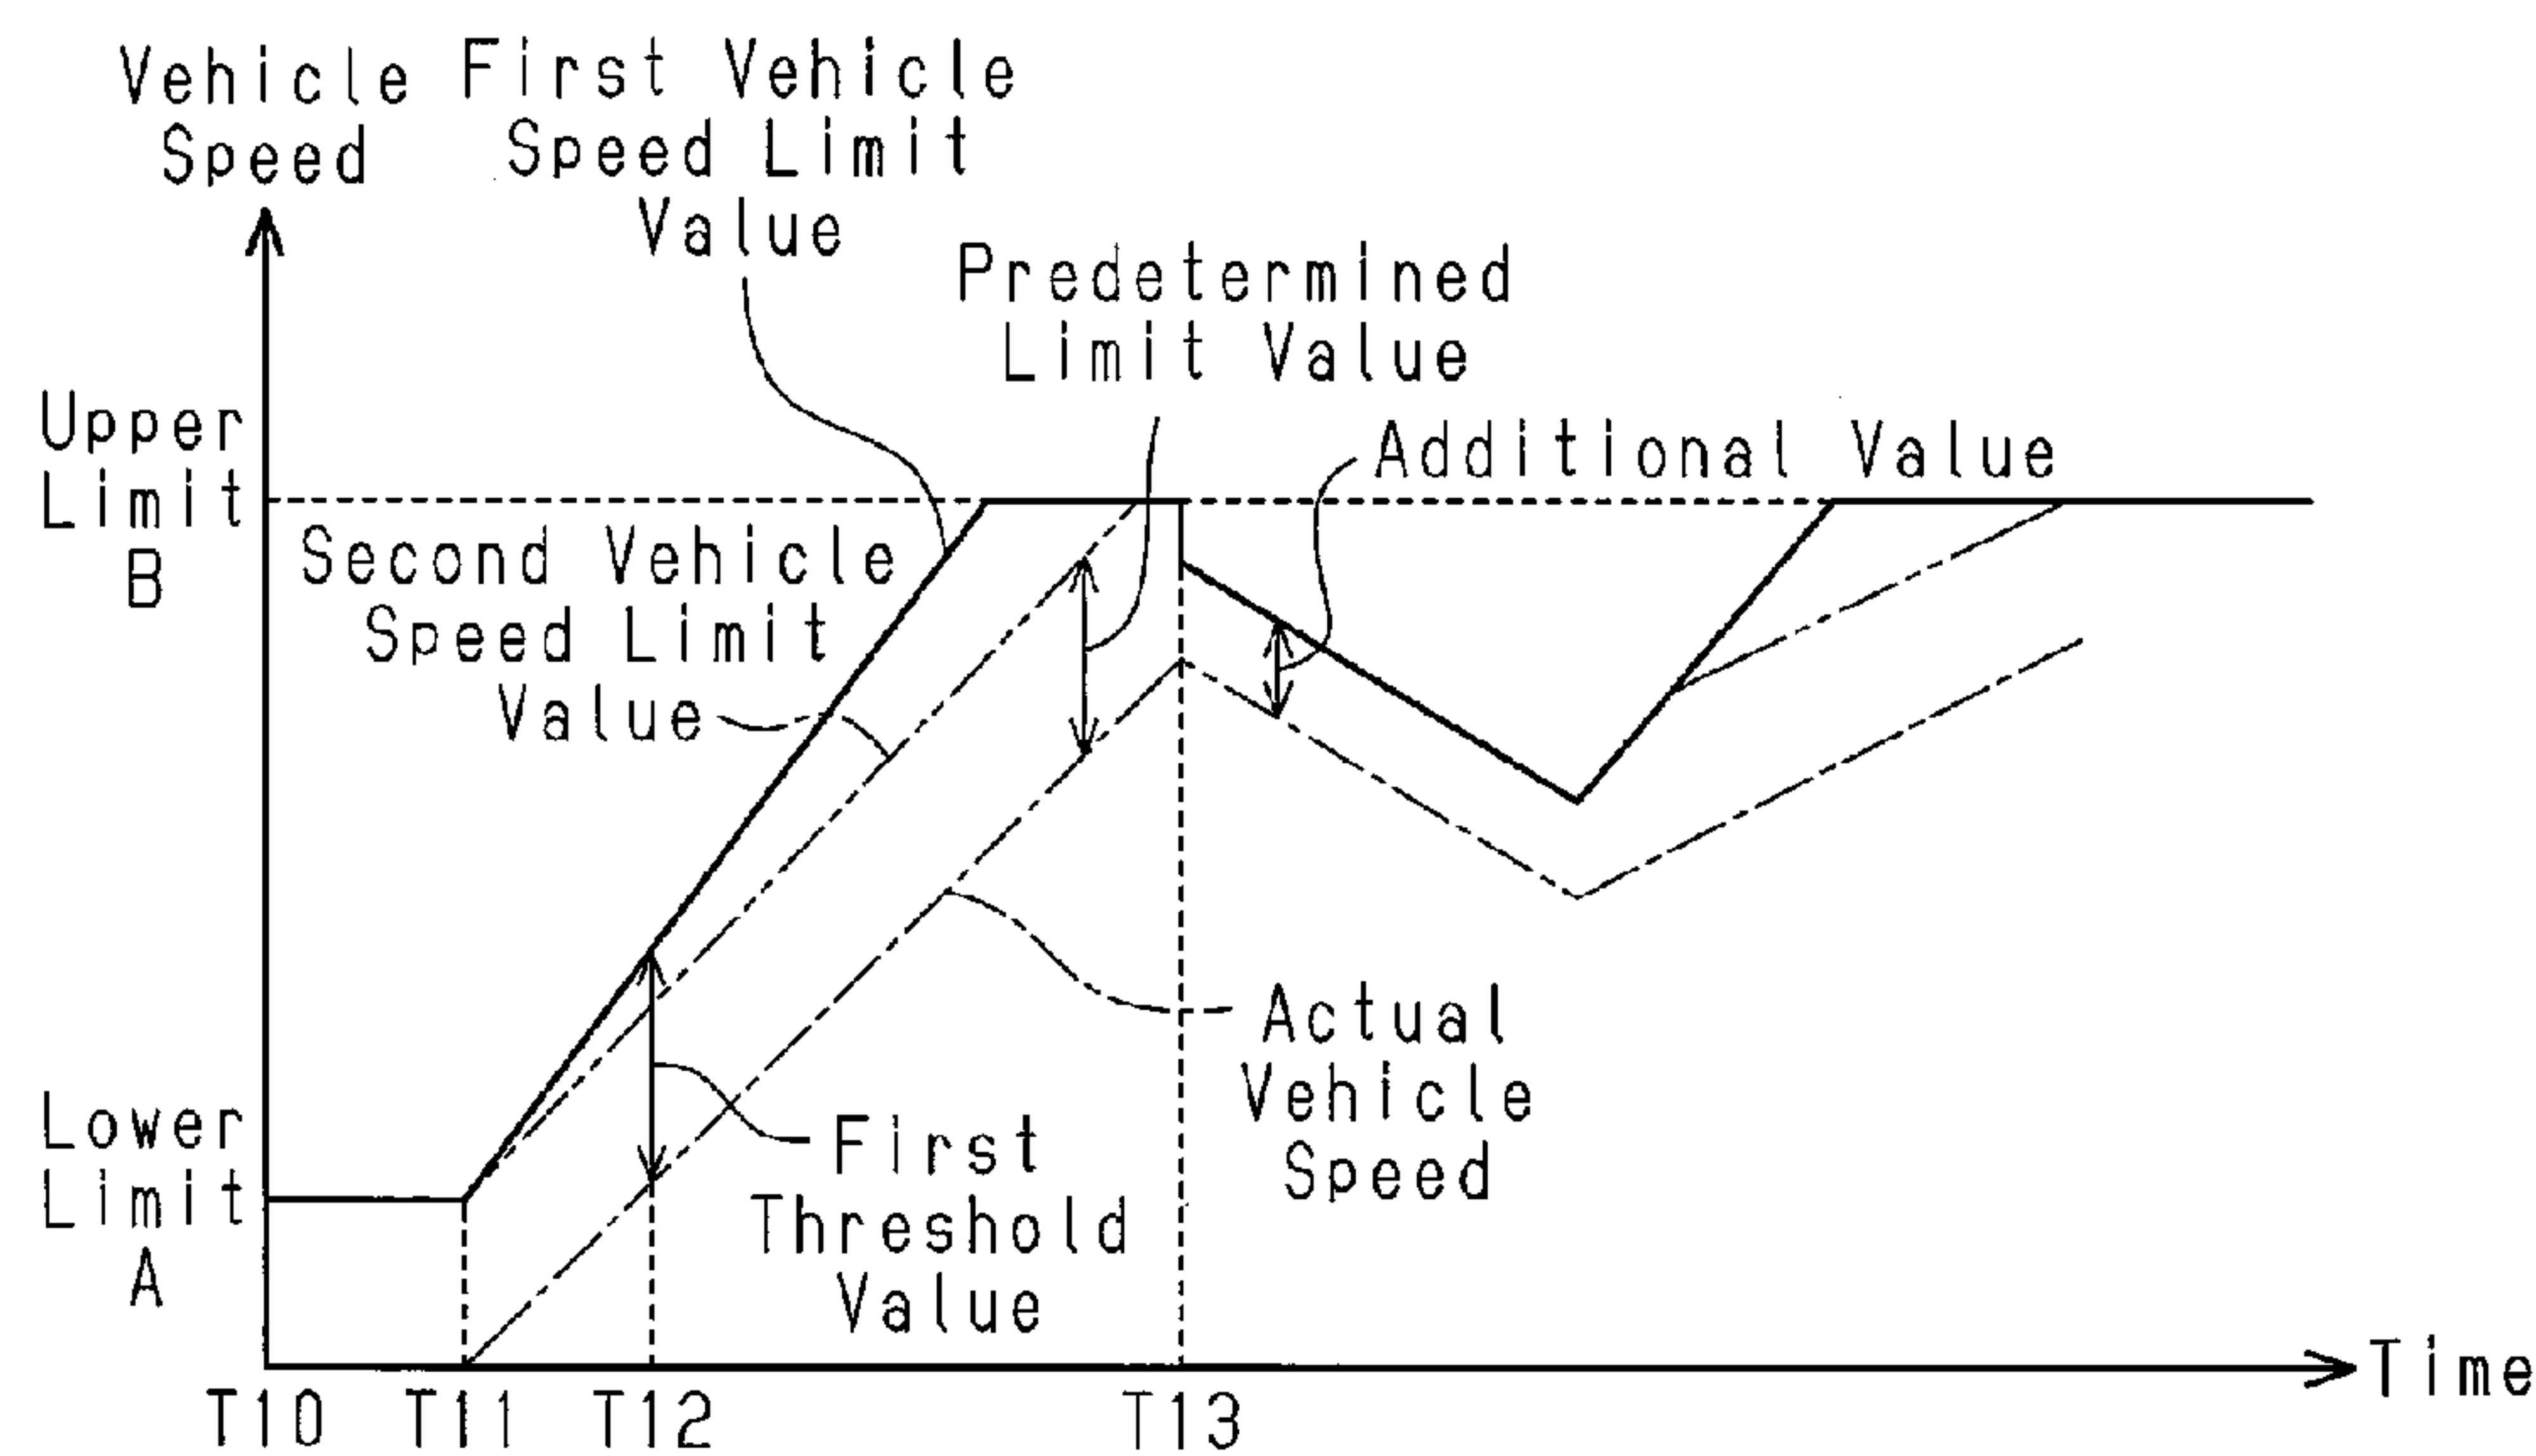 Vehicle
Speed
First Vehicle
Speed Limit
Value
Predetermined
Limit Value
Upper
Limit
B
Additional Value
Second Vehicle
Speed Limit
Value
Actual
Vehicle
Speed
Lower
Limit
A
First
Threshold
Value
Time
T10 T11 T12 T13